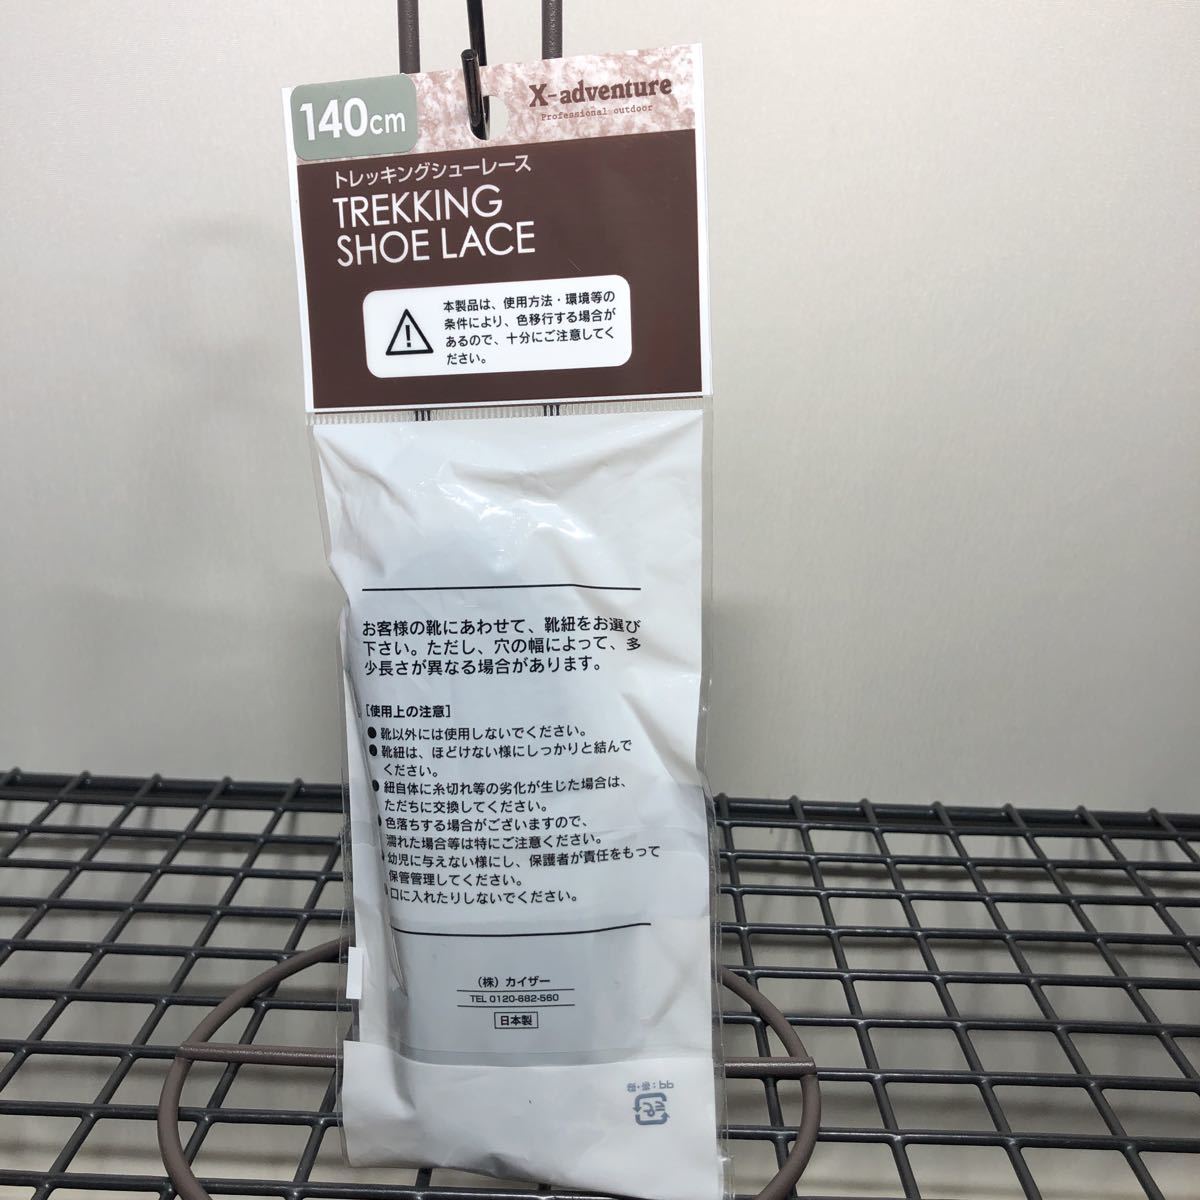 140cm
X-adventure
Professional outdoor
トレッキングシューレース
TREKKING
SHOE LACE
本製品は、使用方法・環境等の
条件により、色移行する場合が
あるので、十分にご注意してく
ださい。
お客様の靴にあわせて、靴紐をお選び
下さい。ただし、穴の幅によって、多
少長さが異なる場合があります。
[使用上の注意]
● 靴以外には使用しないでください。
● 靴紐は、ほどけない様にしっかりと結んで
ください。
● 紐自体に糸切れ等の劣化が生じた場合は、
ただちに交換してください。
● 色落ちする場合がございますので、
濡れた場合等は特にご注意ください。
● 幼児に与えない様にし、保護者が責任をもって
保管管理してください。
● 口に入れたりしないでください。
(株) カイザー
TEL 0120-682-560
日本製
プラ